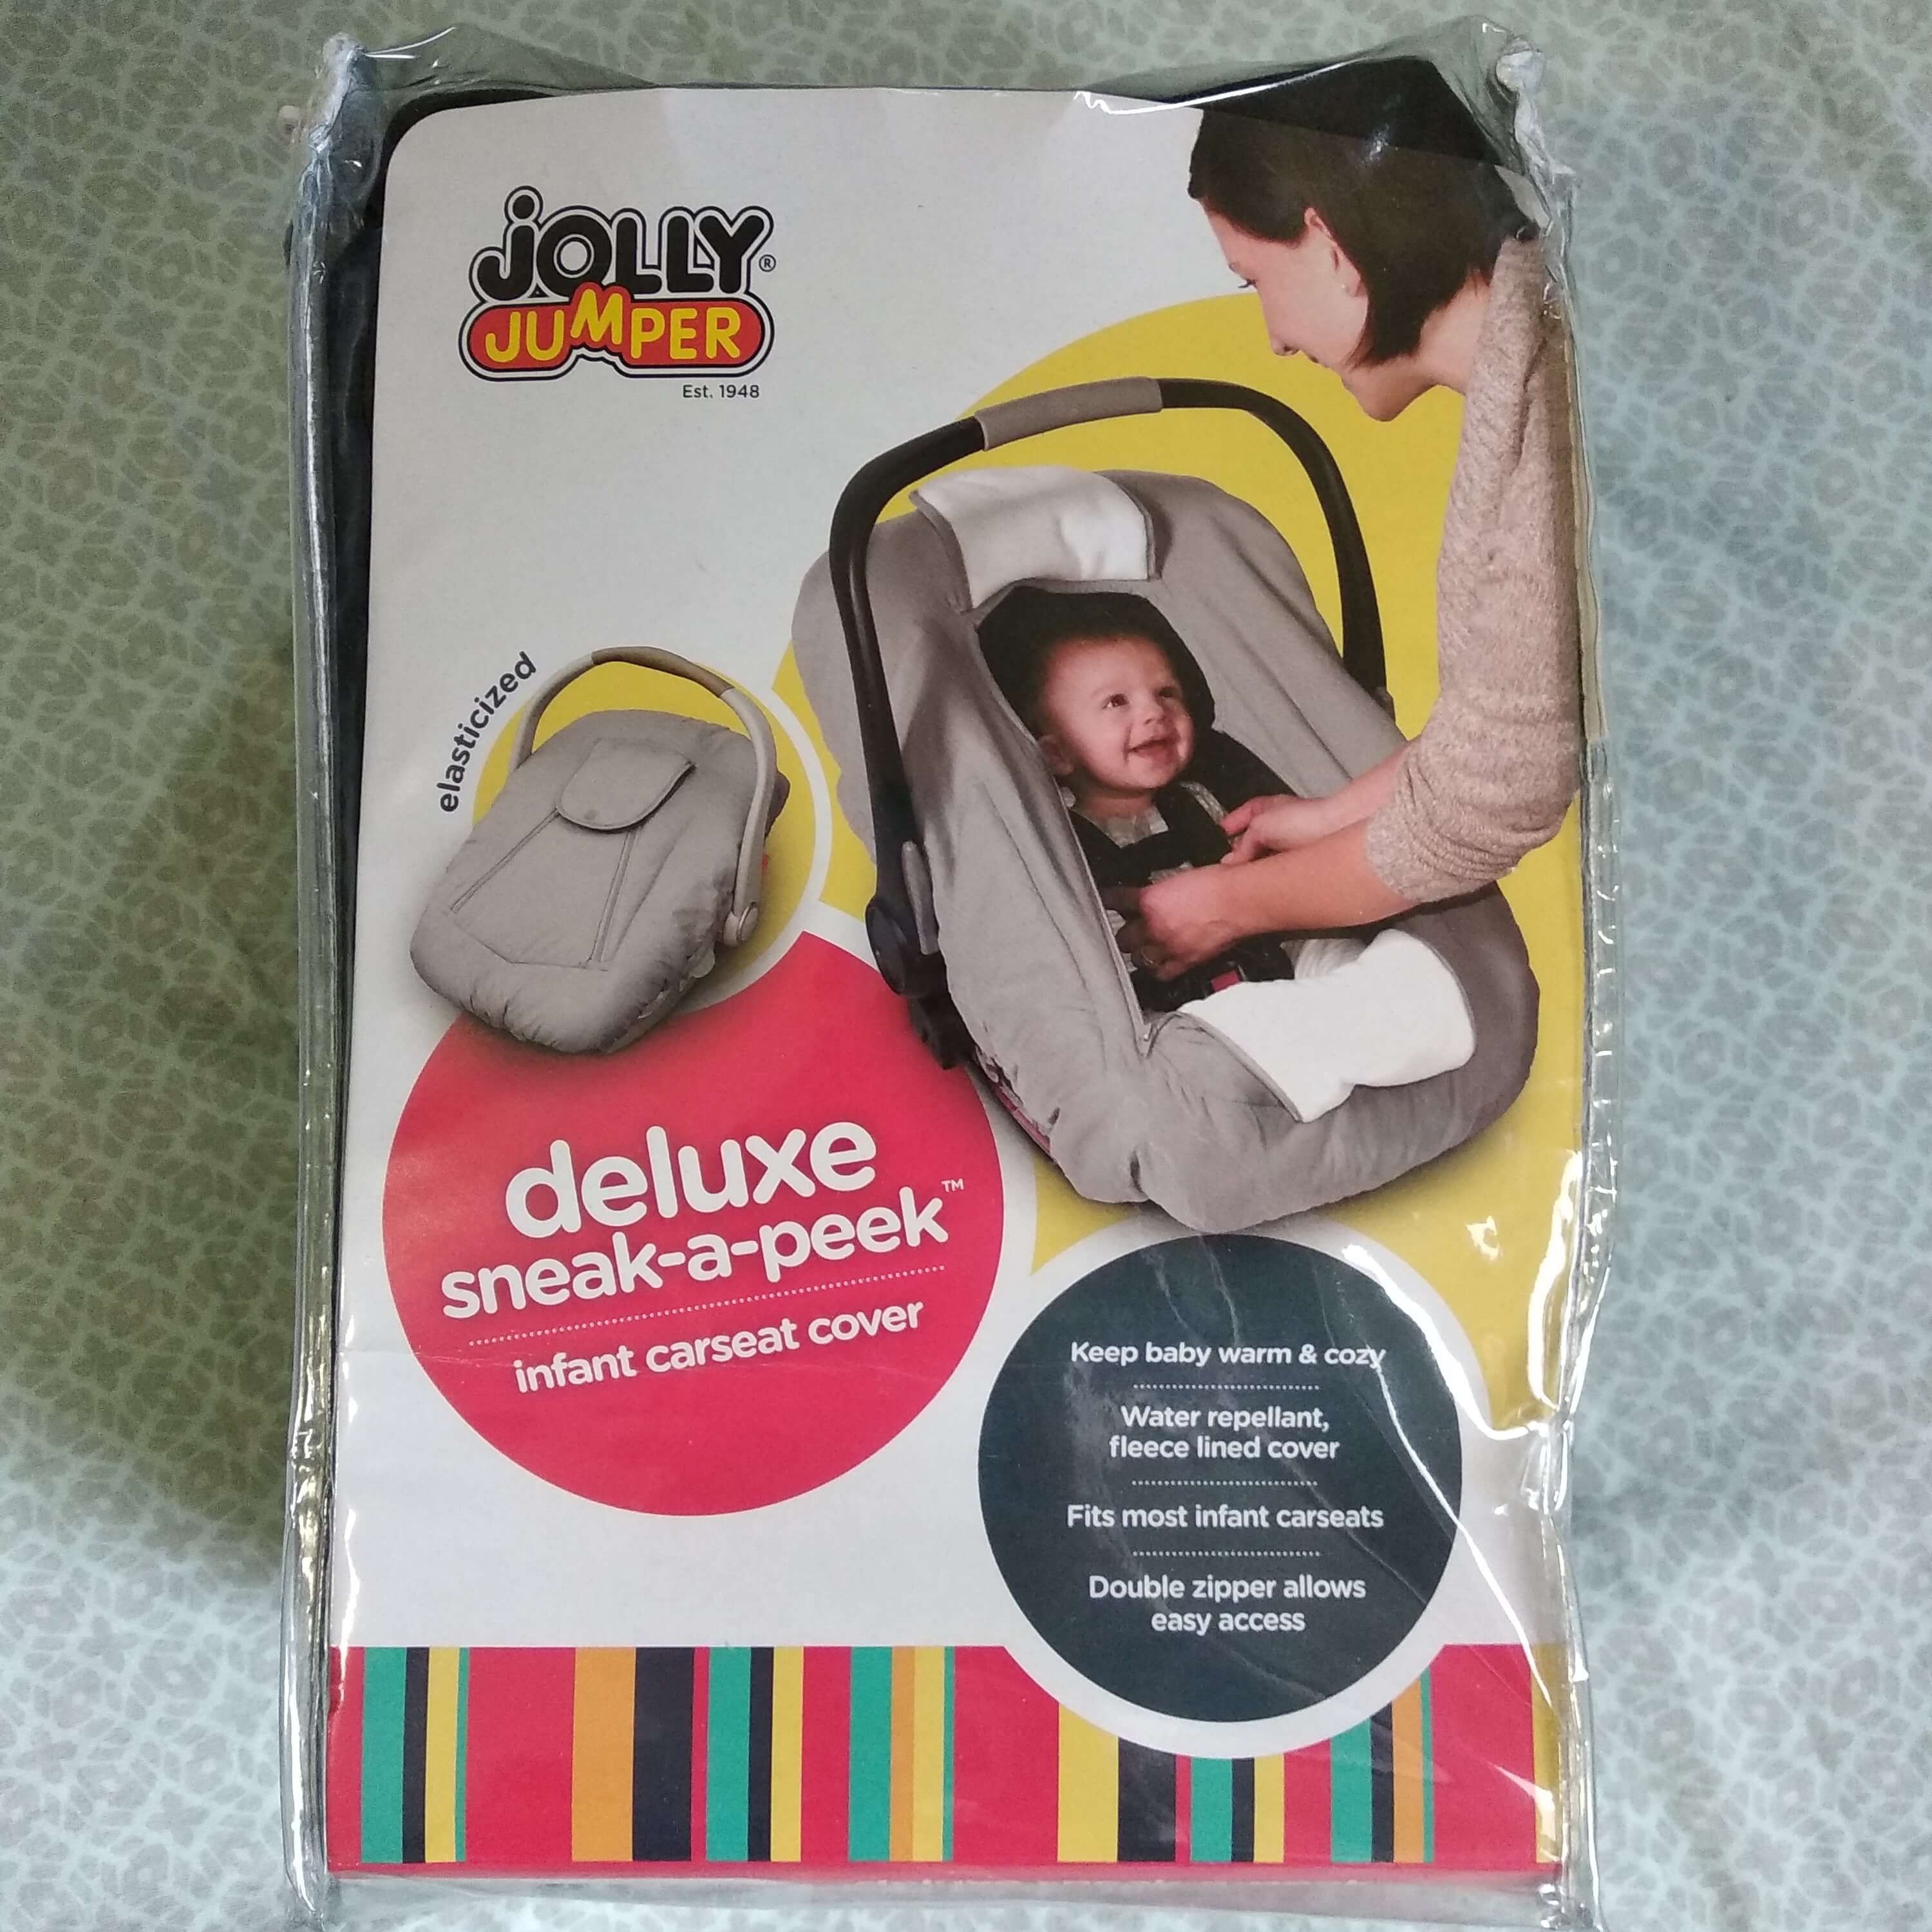 JOLLY®
JUMPER
Est. 1948
elasticized
deluxe
sneak-a-peek™
infant carseat cover
Keep baby warm & cozy
Water repellant,
fleece lined cover
Fits most infant carseats
Double zipper allows
easy access